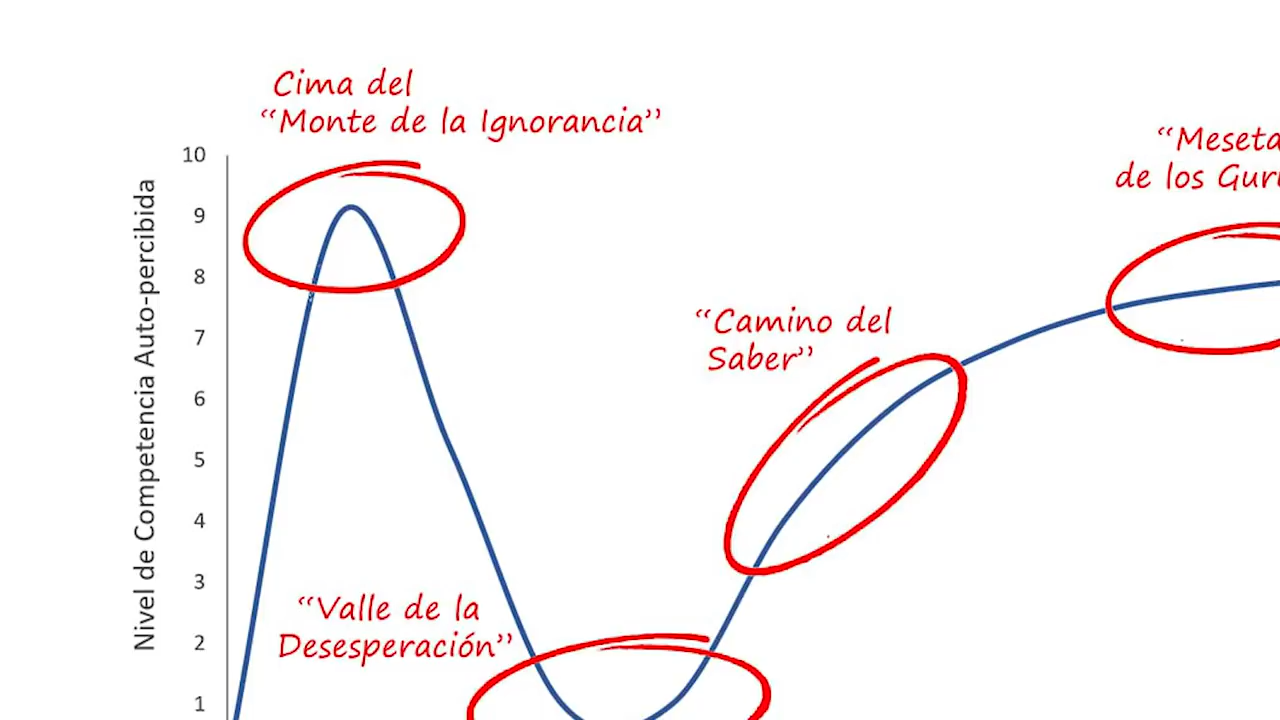 Cima del
“Monte de la Ignorancia”
“Meseta
de los Gurú
10
9
8
7
6
5
4
3
2
1
Nivel de Competencia Auto-percibida
“Camino del
Saber”
“Valle de la
Desesperación”